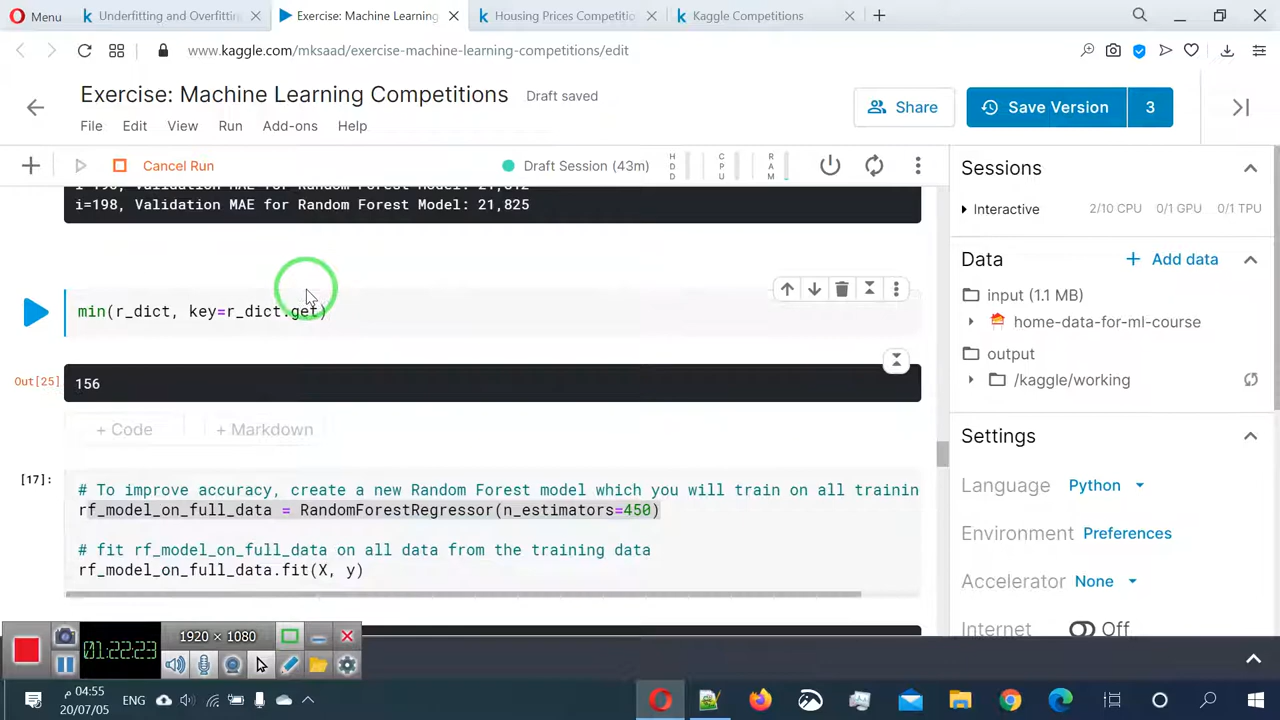 Menu
Underfitting and Overfittin
Exercise: Machine Learning
Housing Prices Competitio
Kaggle Competitions
www.kaggle.com/mksaad/exercise-machine-learning-competitions/edit
Exercise: Machine Learning Competitions
Draft saved
Share
Save Version
3
File
Edit
View
Run
Add-ons
Help
Cancel Run
Draft Session (43m)
HDD
CPU
RAM
i=198, Validation MAE for Random Forest Model: 21,825
min(r_dict, key=r_dict.get)
Out[25]
156
+ Code
+ Markdown
[17]:
# To improve accuracy, create a new Random Forest model which you will train on all trainin
rf_model_on_full_data = RandomForestRegressor(n_estimators=450)
# fit rf_model_on_full_data on all data from the training data
rf_model_on_full_data.fit(X, y)
Sessions
Interactive
2/10 CPU
0/1 GPU
0/1 TPU
Data
+ Add data
input (1.1 MB)
home-data-for-ml-course
output
/kaggle/working
Settings
Language
Python
Environment
Preferences
Accelerator
None
Internet
Off
01:22:23
1920 × 1080
04:55 م
20/07/05
ENG